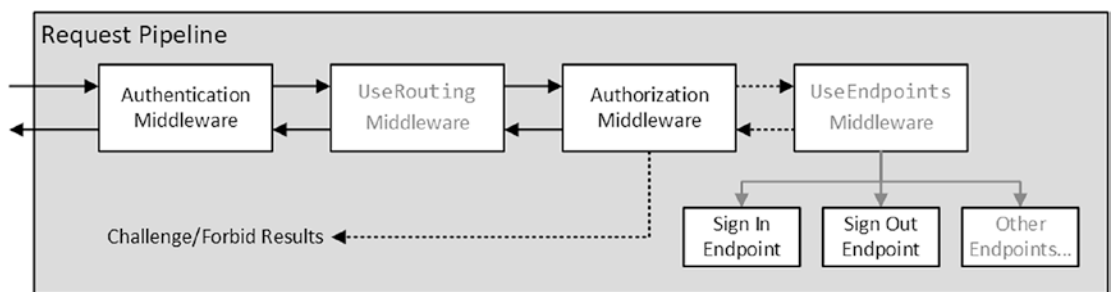 Request Pipeline
Authentication
Middleware
UseRouting
Middleware
Authorization
Middleware
UseEndpoints
Middleware
Challenge/Forbid Results
Sign In
Endpoint
Sign Out
Endpoint
Other
Endpoints...